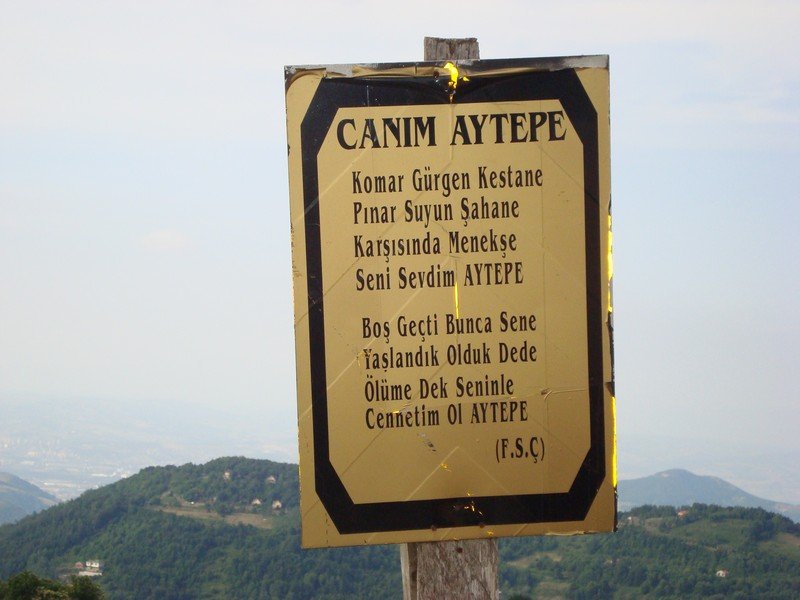 CANIM AYTEPE
Komar Gürgen Kestane
Pınar Suyun Şahane
Karşısında Menekşe
Seni Sevdim AYTEPE
Boş Geçti Bunca Sene
Yaşlandık Olduk Dede
Ölüme Dek Seninle
Cennetim Ol AYTEPE
(F.S.Ç)